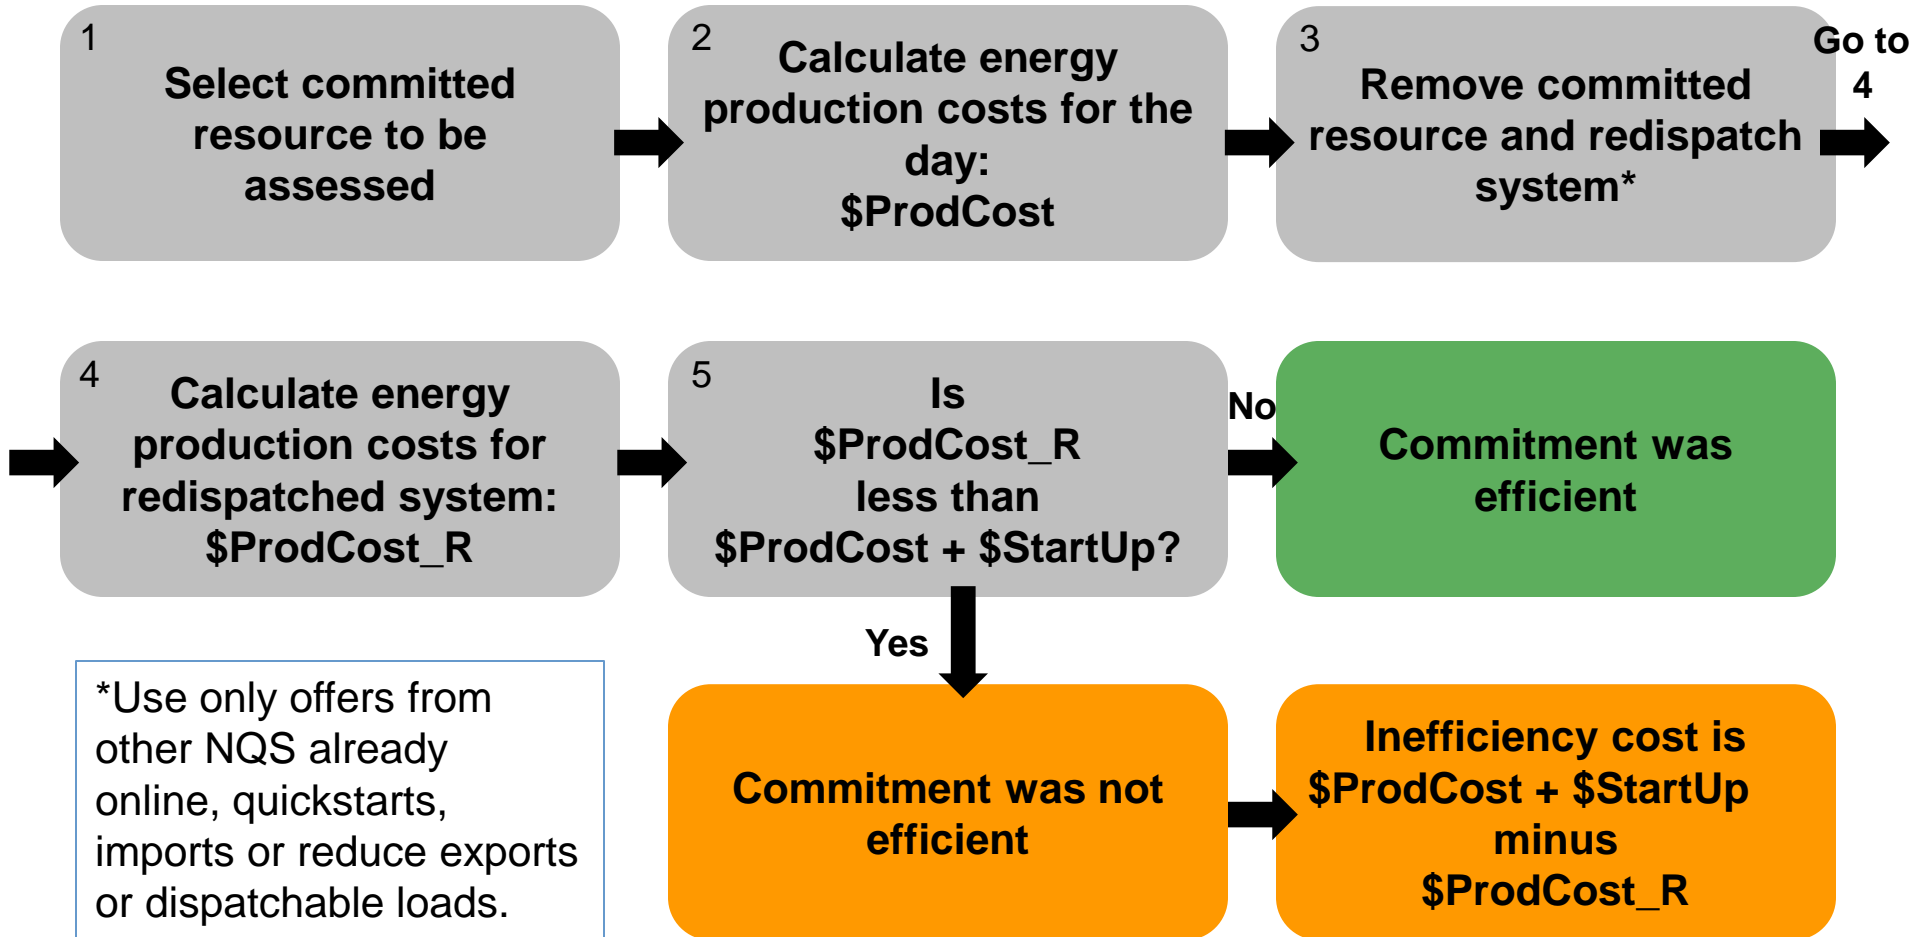 1
Select committed
resource to be
assessed
2
Calculate energy
production costs for the
day:
$ProdCost
3
Remove committed
resource and redispatch
system*
Go to
4
4
Calculate energy
production costs for
redispatched system:
$ProdCost_R
5
Is
$ProdCost_R
less than
$ProdCost + $StartUp?
No
Commitment was
efficient
Yes
*Use only offers from
other NQS already
online, quickstarts,
imports or reduce exports
or dispatchable loads.
Commitment was not
efficient
Inefficiency cost is
$ProdCost + $StartUp
minus
$ProdCost_R